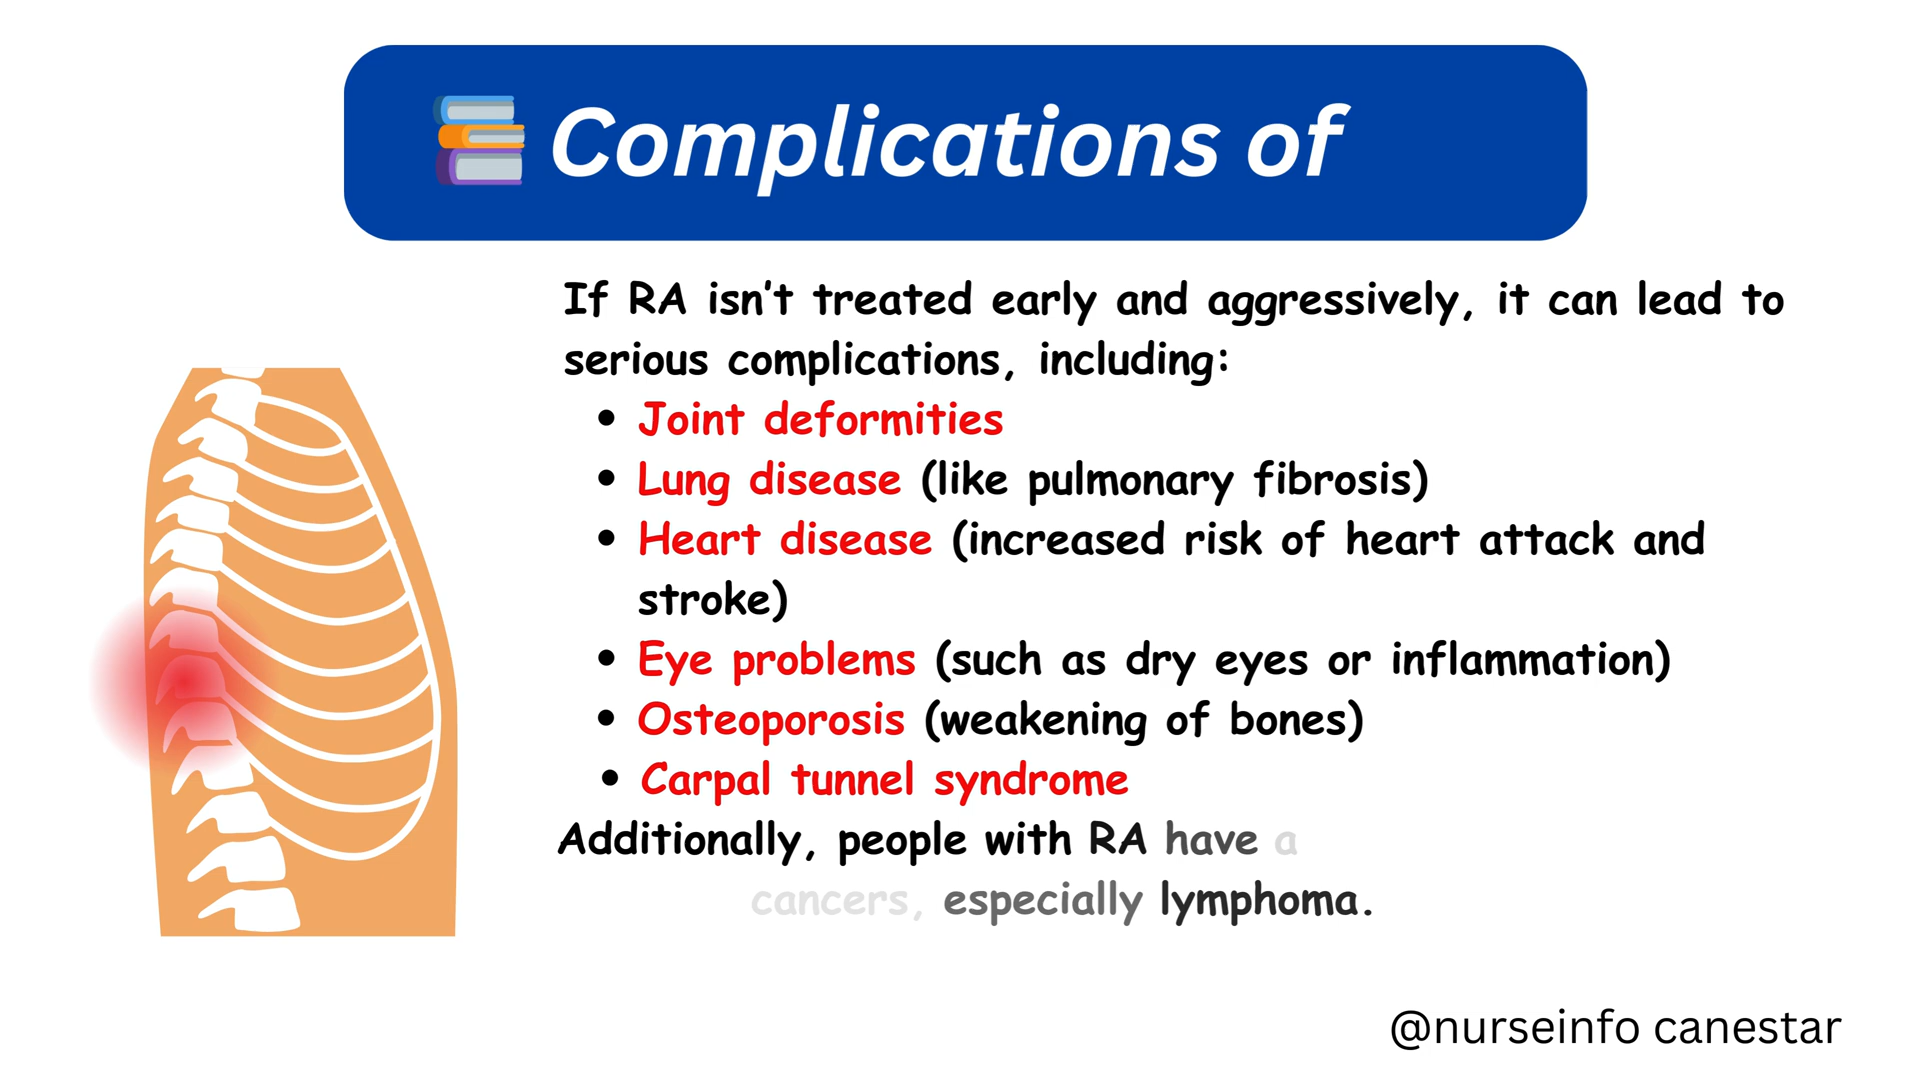 Complications of
If RA isn't treated early and aggressively, it can lead to
serious complications, including:
• Joint deformities
• Lung disease (like pulmonary fibrosis)
• Heart disease (increased risk of heart attack and
stroke)
• Eye problems (such as dry eyes or inflammation)
• Osteoporosis (weakening of bones)
• Carpal tunnel syndrome
Additionally, people with RA have a
cancers, especially lymphoma.
@nurseinfo canestar